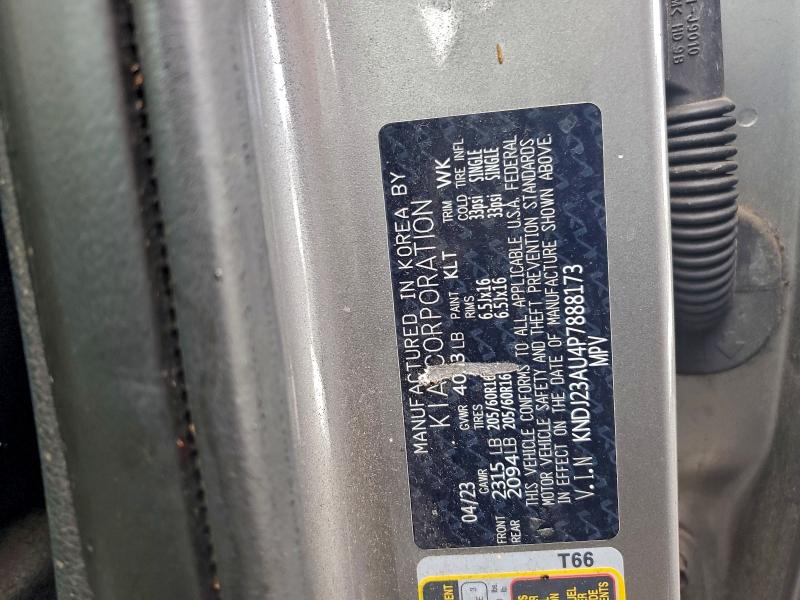 MANUFACTURED IN KOREA BY
KIA CORPORATION
04/23 GVWR LB PAINT KLT TRIM WK
GAWR TIRES RIMS COLD TIRE INFL
FRONT 2315 LB 205/60R16 6.5Jx16 33psi SINGLE
REAR 2094 LB 205/60R16 6.5Jx16 33psi SINGLE
THIS VEHICLE CONFORMS TO ALL APPLICABLE U.S.A. FEDERAL
MOTOR VEHICLE SAFETY AND THEFT PREVENTION STANDARDS
IN EFFECT ON THE DATE OF MANUFACTURE SHOWN ABOVE.
V.I.N KNDJ23AU4P7888173
MPV
T66